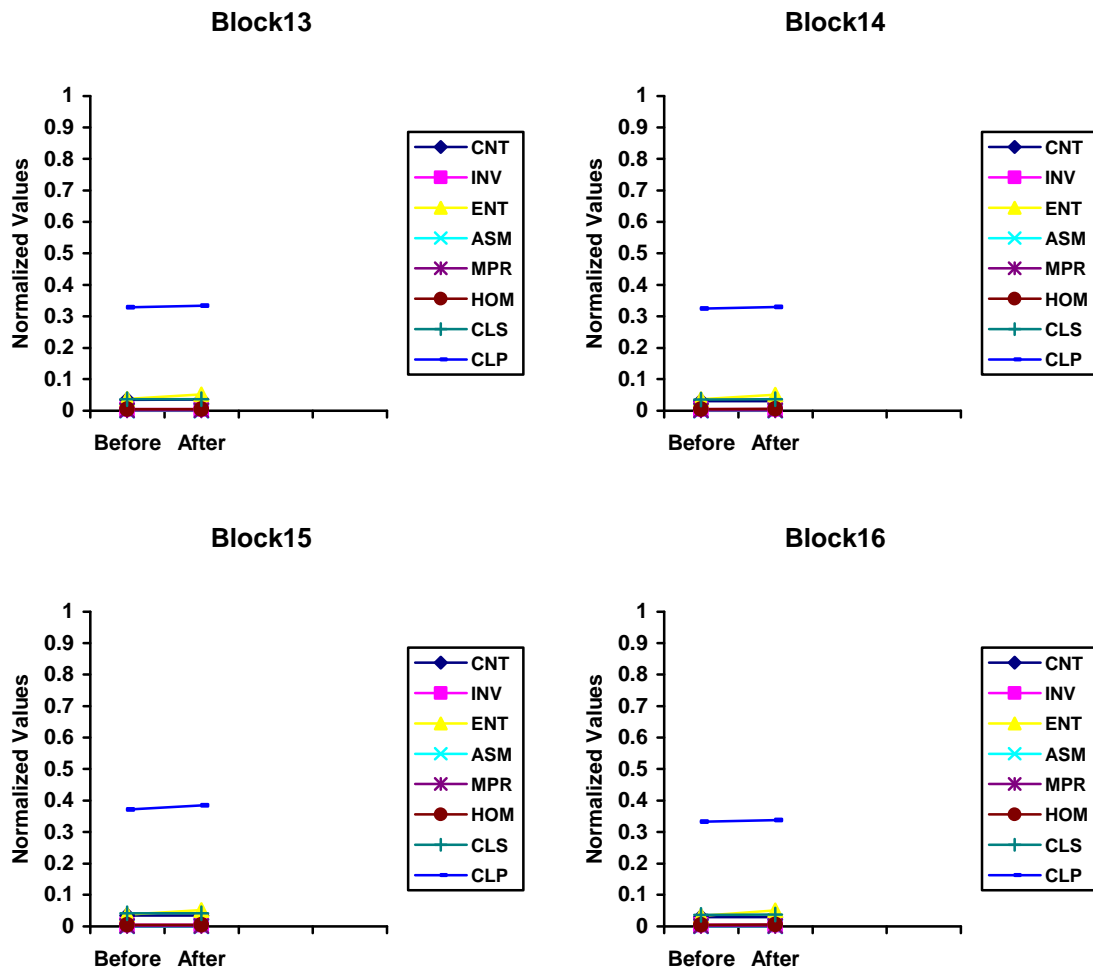 Block13
Normalized Values
1
0.9
0.8
0.7
0.6
0.5
0.4
0.3
0.2
0.1
0
Before After
CNT
INV
ENT
ASM
MPR
HOM
CLS
CLP
Block14
Normalized Values
1
0.9
0.8
0.7
0.6
0.5
0.4
0.3
0.2
0.1
0
Before After
CNT
INV
ENT
ASM
MPR
HOM
CLS
CLP
Block15
Normalized Values
1
0.9
0.8
0.7
0.6
0.5
0.4
0.3
0.2
0.1
0
Before After
CNT
INV
ENT
ASM
MPR
HOM
CLS
CLP
Block16
Normalized Values
1
0.9
0.8
0.7
0.6
0.5
0.4
0.3
0.2
0.1
0
Before After
CNT
INV
ENT
ASM
MPR
HOM
CLS
CLP